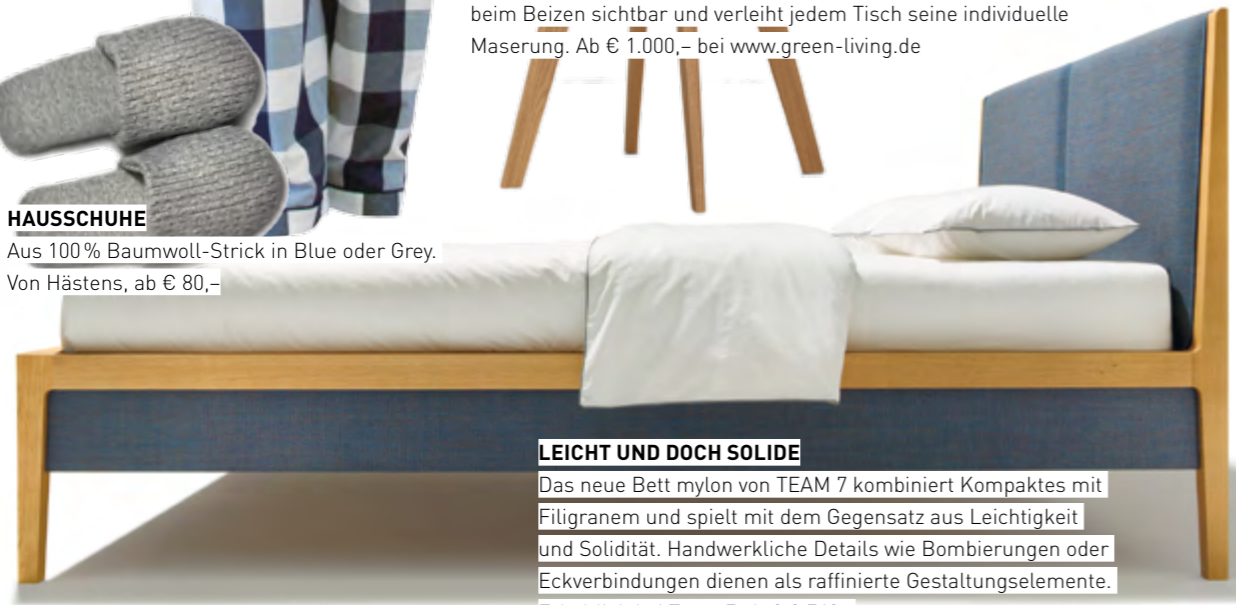 beim Beizen sichtbar und verleiht jedem Tisch seine individuelle
Maserung. Ab € 1.000,– bei www.green-living.de
HAUSSCHUHE
Aus 100 % Baumwoll-Strick in Blue oder Grey.
Von Hästens, ab € 80,–
LEICHT UND DOCH SOLIDE
Das neue Bett mylon von TEAM 7 kombiniert Kompaktes mit
Filigranem und spielt mit dem Gegensatz aus Leichtigkeit
und Solidität. Handwerkliche Details wie Bombierungen oder
Eckverbindungen dienen als raffinierte Gestaltungselemente.